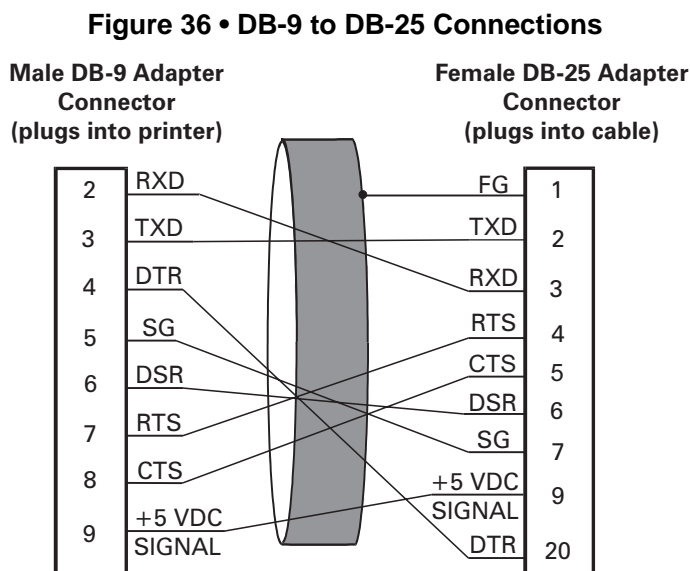 Figure 36 • DB-9 to DB-25 Connections
Male DB-9 Adapter
Connector
(plugs into printer)
Female DB-25 Adapter
Connector
(plugs into cable)
2 RXD
3 TXD
4 DTR
5 SG
6 DSR
7 RTS
8 CTS
9 +5 VDC
SIGNAL
FG 1
TXD 2
RXD 3
RTS 4
CTS 5
DSR 6
SG 7
+5 VDC 9
SIGNAL
DTR 20